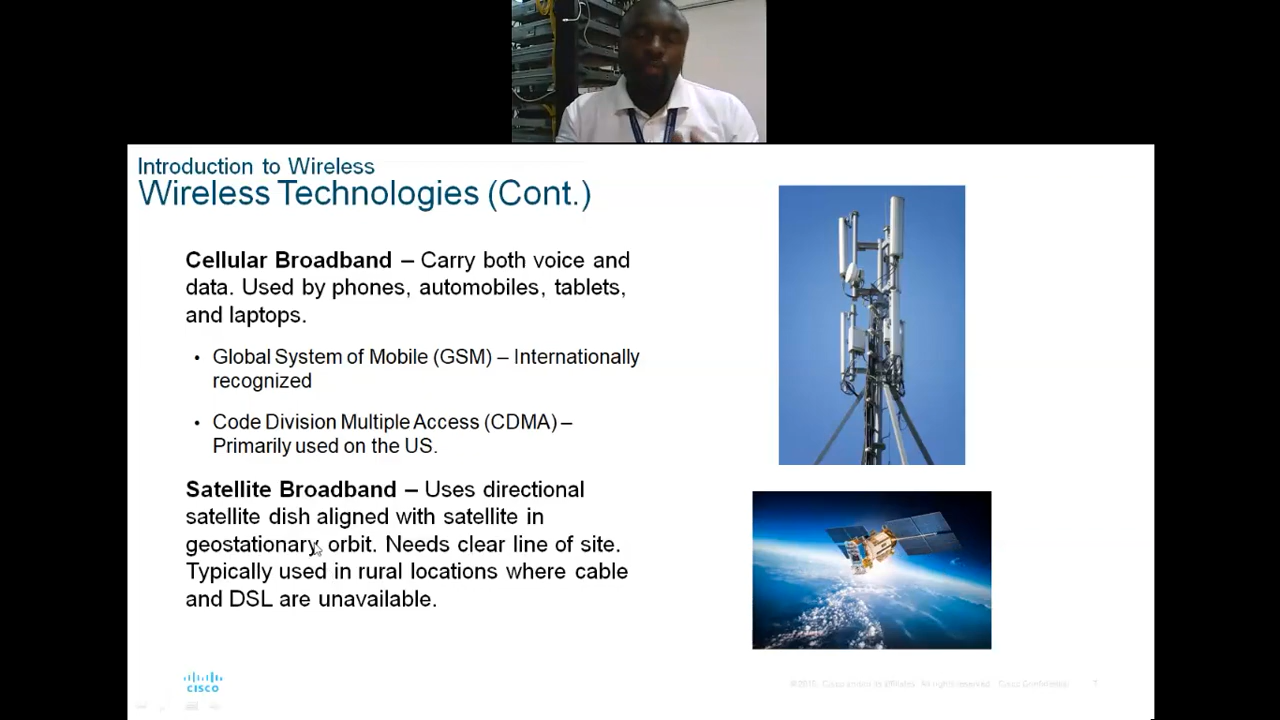 Introduction to Wireless
Wireless Technologies (Cont.)
Cellular Broadband – Carry both voice and
data. Used by phones, automobiles, tablets,
and laptops.
• Global System of Mobile (GSM) – Internationally
recognized
• Code Division Multiple Access (CDMA) –
Primarily used on the US.
Satellite Broadband – Uses directional
satellite dish aligned with satellite in
geostationary orbit. Needs clear line of site.
Typically used in rural locations where cable
and DSL are unavailable.
CISCO